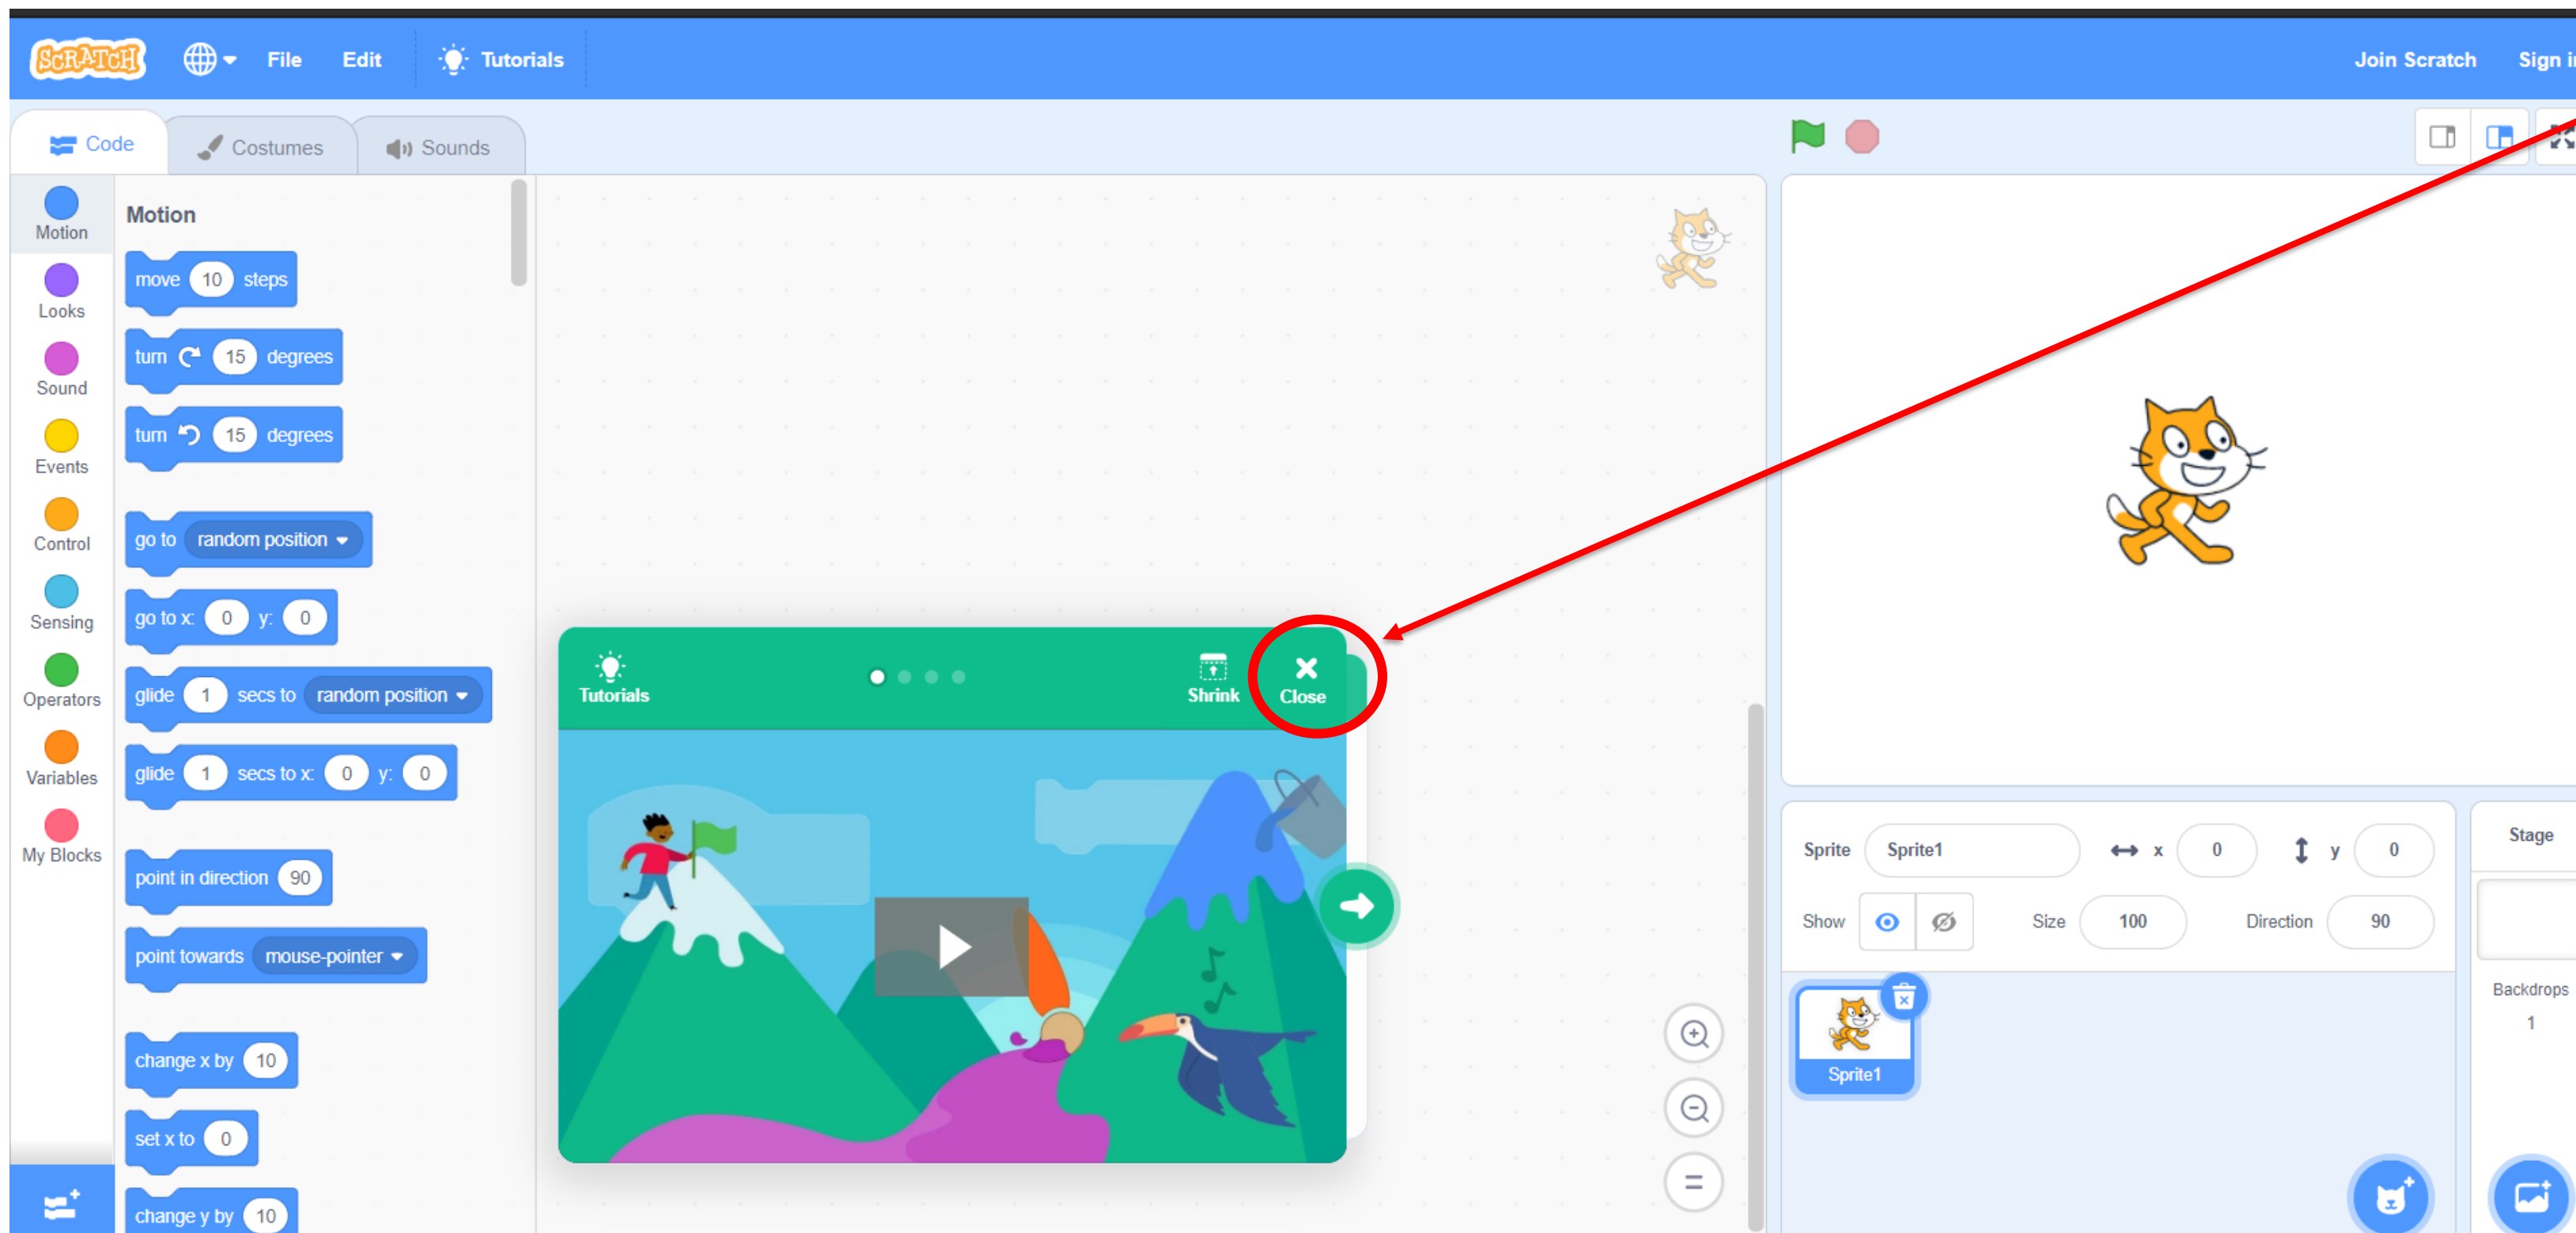 SCRATCH File Edit Tutorials Join Scratch
Code Costumes Sounds
Motion
Looks
Sound
Events
Control
Sensing
Operators
Variables
My Blocks
Motion
move 10 steps
turn 15 degrees
turn 15 degrees
go to random position
go to x: 0 y: 0
glide 1 secs to random position
glide 1 secs to x: 0 y: 0
point in direction 90
point towards mouse-pointer
change x by 10
set x to 0
change y by 10
Tutorials Shrink Close
Sprite Sprite1 x 0 y 0
Show Size 100 Direction 90
Sprite1
Stage
Backdrops
1
Sign in